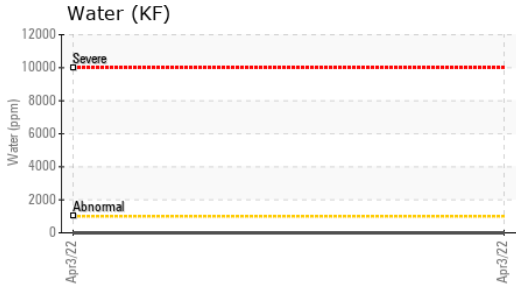 Water (KF)
12000
Severe
10000
8000
6000
4000
2000
Abnormal
0
Water (ppm)
Apr3/22
Apr3/22